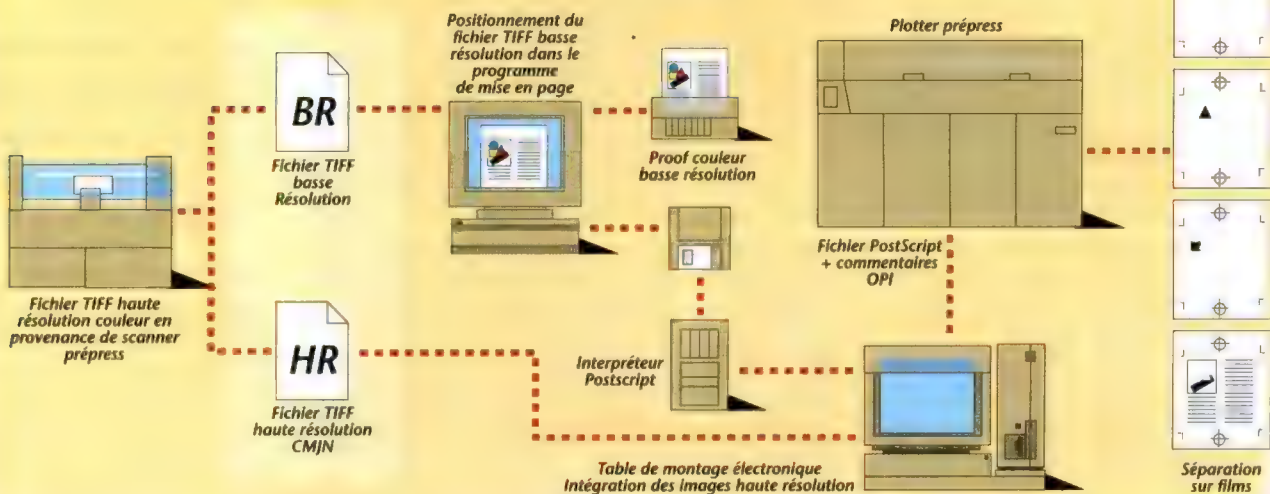 Fichier TIFF haute
résolution couleur en
provenance de scanner
prépress
BR
Fichier TIFF
basse
Résolution
HR
Fichier TIFF
haute résolution
CMJN
Positionnement du
fichier TIFF basse
résolution dans le
programme
de mise en page
Proof couleur
basse résolution
Interpréteur
Postscript
Plotter prépress
Fichier PostScript
+ commentaires
OPI
Table de montage électronique
Intégration des images haute résolution
Séparation
sur films